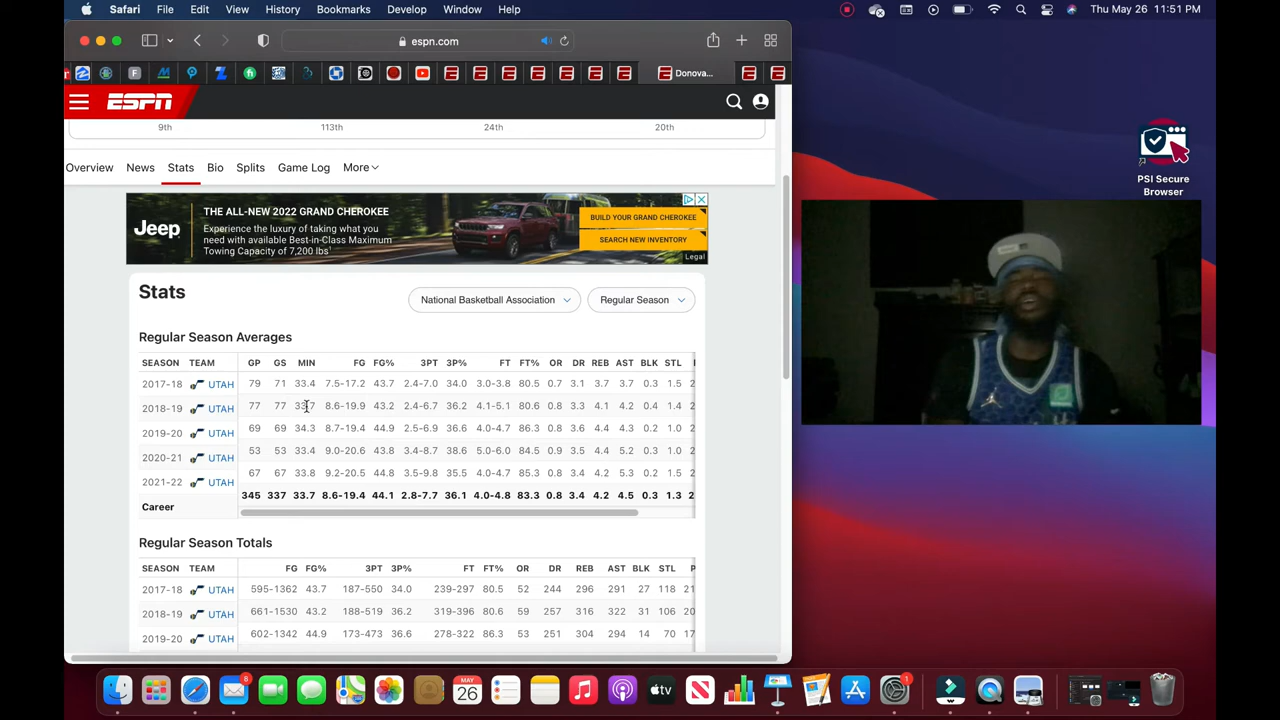 Safari File Edit View History Bookmarks Develop Window Help Thu May 26 11:51 PM
espn.com
Donova...
ESPN
9th 113th 24th 20th
Overview News Stats Bio Splits Game Log More
Jeep
THE ALL-NEW 2022 GRAND CHEROKEE
Experience the luxury of taking what you
need with available Best-in-Class Maximum
Towing Capacity of 7,200 lbs
BUILD YOUR GRAND CHEROKEE
SEARCH NEW INVENTORY
Legal
PSI Secure
Browser
Stats
National Basketball Association Regular Season
Regular Season Averages
SEASON TEAM GP GS MIN FG FG% 3PT 3P% FT FT% OR DR REB AST BLK STL
2017-18 UTAH 79 71 33.4 7.5-17.2 43.7 2.4-7.0 34.0 3.0-3.8 80.5 0.7 3.1 3.7 3.7 0.3 1.5 2
2018-19 UTAH 77 77 33.7 8.6-19.9 43.2 2.4-6.7 36.2 4.1-5.1 80.6 0.8 3.3 4.1 4.2 0.4 1.4 2
2019-20 UTAH 69 69 34.3 8.7-19.4 44.9 2.5-6.9 36.6 4.0-4.7 86.3 0.8 3.6 4.4 4.3 0.2 1.0 2
2020-21 UTAH 53 53 33.4 9.0-20.6 43.8 3.4-8.7 38.6 5.0-6.0 84.5 0.9 3.5 4.4 5.2 0.3 1.0 2
2021-22 UTAH 67 67 33.8 9.2-20.5 44.8 3.5-9.8 35.5 4.0-4.7 85.3 0.8 3.4 4.2 5.3 0.2 1.5 2
Career 345 337 33.7 8.6-19.4 44.1 2.8-7.7 36.1 4.0-4.8 83.3 0.8 3.4 4.2 4.5 0.3 1.3 2
Regular Season Totals
SEASON TEAM FG FG% 3PT 3P% FT FT% OR DR REB AST BLK STL P
2017-18 UTAH 595-1362 43.7 187-550 34.0 239-297 80.5 52 244 296 291 27 118 21
2018-19 UTAH 661-1530 43.2 188-519 36.2 319-396 80.6 59 257 316 322 31 106 20
2019-20 UTAH 602-1342 44.9 173-473 36.6 278-322 86.3 53 251 304 294 14 70 17
8
MAY
26
tv
1